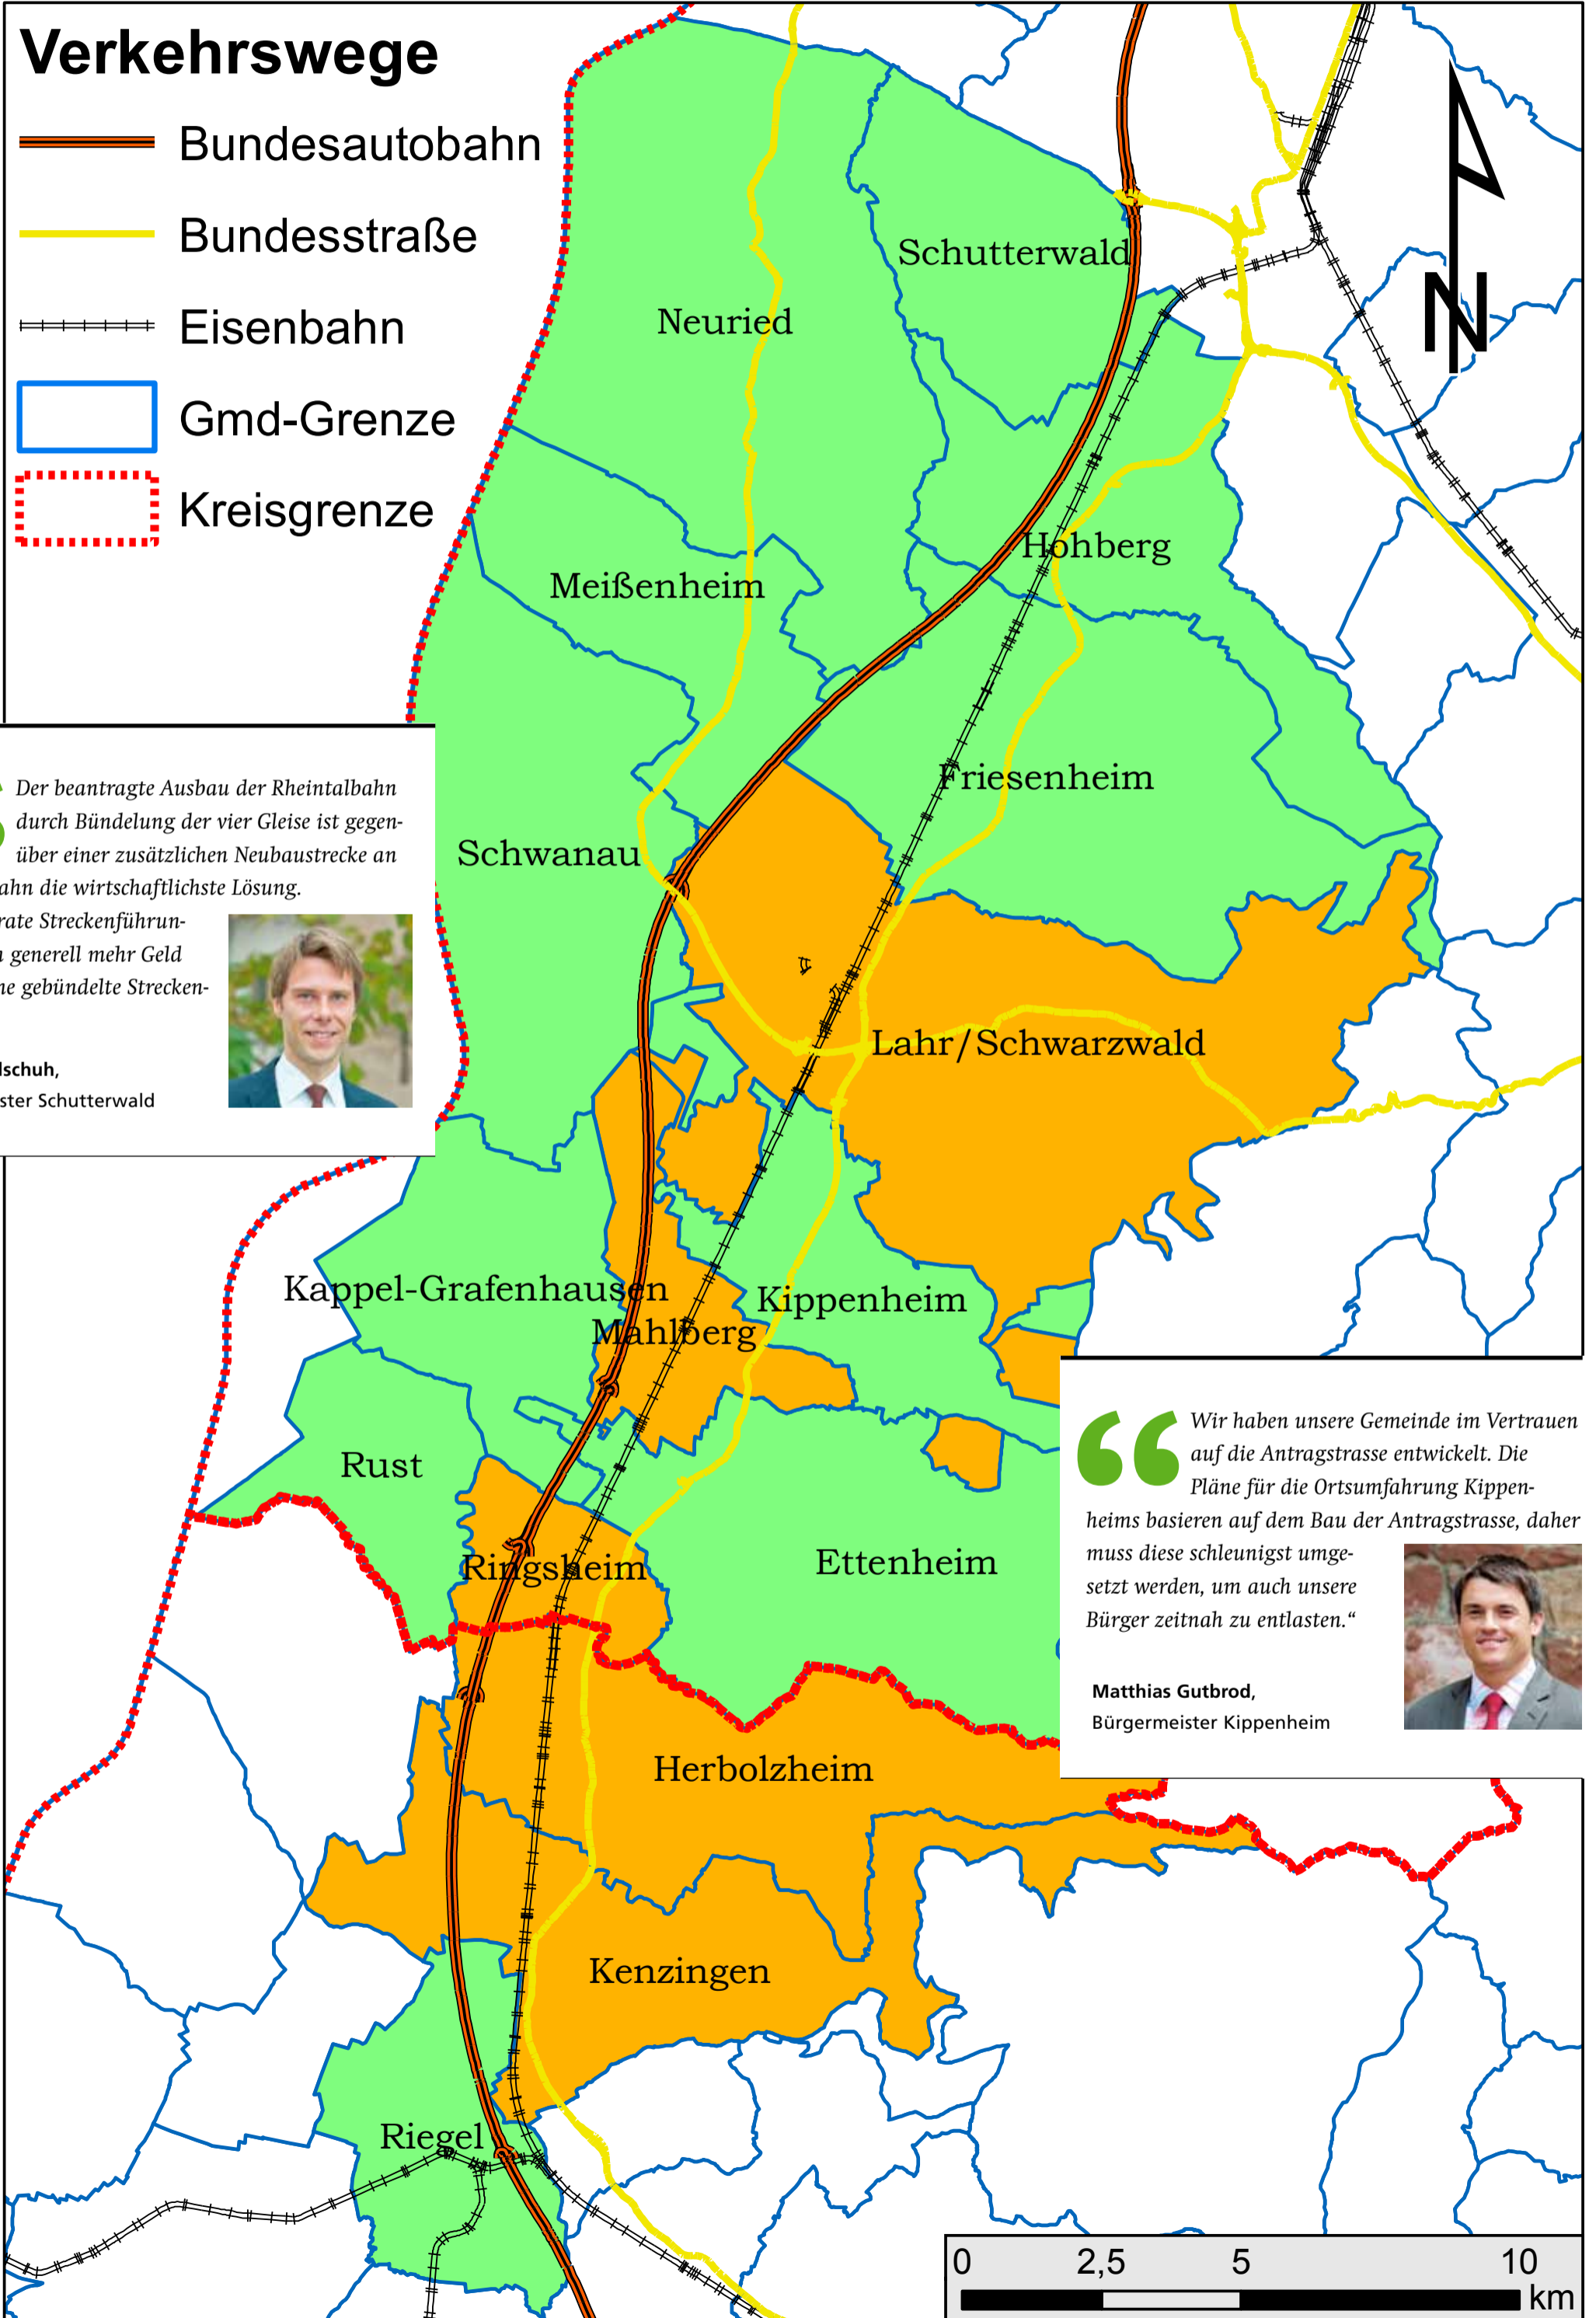 Verkehrswege
Bundesautobahn
Bundesstraße
Eisenbahn
Gmd-Grenze
Kreisgrenze
N
Schutterwald
Neuried
Hohberg
Meißenheim
Friesenheim
Schwanau
Der beantragte Ausbau der Rheintalbahn
durch Bündelung der vier Gleise ist gegen-
über einer zusätzlichen Neubaustrecke an
ahn die wirtschaftlichste Lösung.
rate Streckenführun-
generell mehr Geld
ne gebündelte Strecken-
lschuh,
ster Schutterwald
Lahr/Schwarzwald
Kappel-Grafenhausen
Kippenheim
Mahlberg
Rust
Ringsheim
Ettenheim
“ Wir haben unsere Gemeinde im Vertrauen
auf die Antragstrasse entwickelt. Die
Pläne für die Ortsumfahrung Kippen-
heims basieren auf dem Bau der Antragstrasse, daher
muss diese schleunigst umge-
setzt werden, um auch unsere
Bürger zeitnah zu entlasten.“
Matthias Gutbrod,
Bürgermeister Kippenheim
Herbolzheim
Kenzingen
Riegel
0 2,5 5 10
km